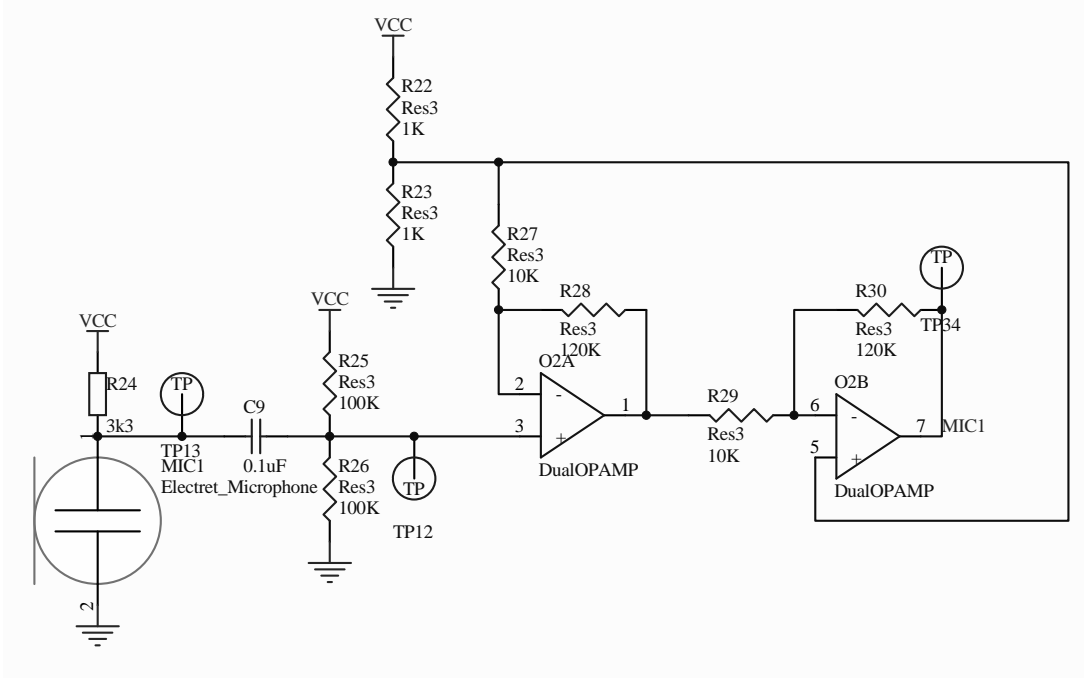 VCC
R22
Res3
1K
R23
Res3
1K
R27
Res3
10K
TP
R28
Res3
120K
R30
Res3
120K
TP34
VCC
VCC
R24
3k3
TP
TP13
MIC1
Electret_Microphone
C9
0.1uF
R25
Res3
100K
R26
Res3
100K
TP
TP12
O2A
2
-
3
+
1
DualOPAMP
R29
Res3
10K
O2B
6
-
5
+
7
MIC1
DualOPAMP
2